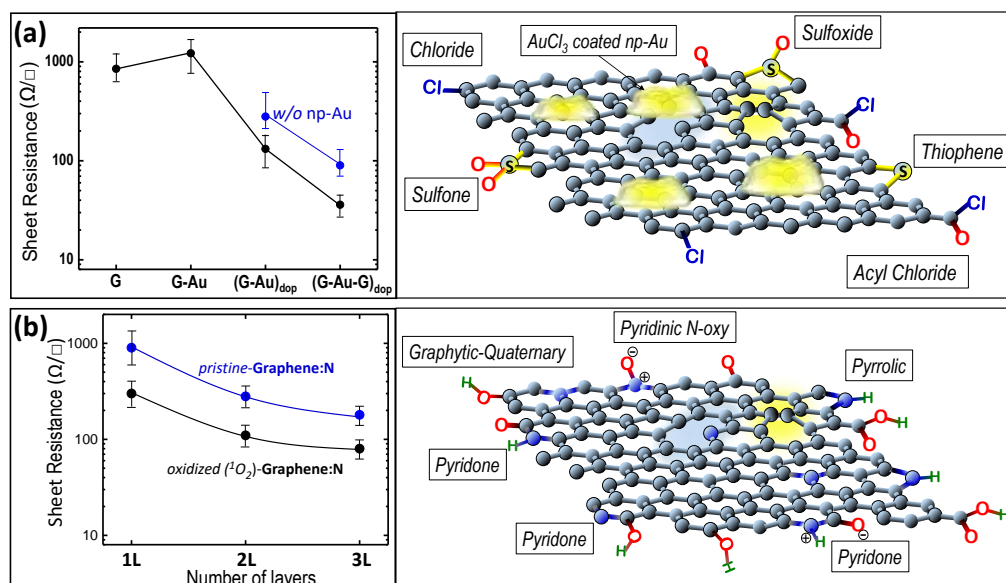 (a)
Sheet Resistance (Ω/□)
1000
100
10
w/o np-Au
G
G-Au
(G-Au)dop
(G-Au-G)dop
Chloride
AuCl3 coated np-Au
Sulfoxide
O
O
S
Cl
Cl
O
Thiophene
O
S
O
S
Sulfone
Cl
O
Cl
Acyl Chloride
(b)
Sheet Resistance (Ω/□)
1000
100
10
pristine-Graphene:N
oxidized (¹O2)-Graphene:N
1L
2L
3L
Number of layers
Pyridinic N-oxy
Graphytic-Quaternary
Pyrrolic
O
⊖
⊕
O
H
O
H
O
H
O
O
H
Pyridone
H
H
O
O
Pyridone
O
H
O
H
⊕
H
O
⊖
Pyridone